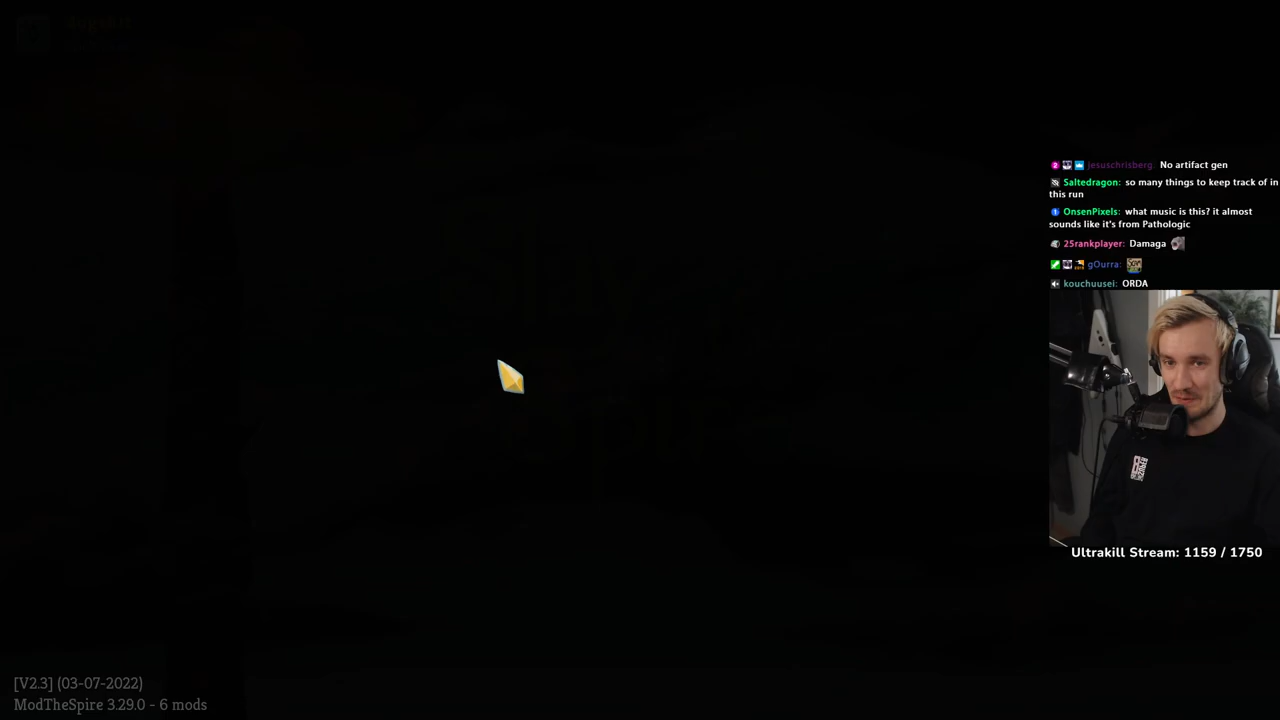 jesuschrisberg: No artifact gen
Saltedragon: so many things to keep track of in
this run
OnsenPixels: what music is this? it almost
sounds like it's from Pathologic
25rankplayer: Damaga
gOurra:
kouchuusei: ORDA
Ultrakill Stream: 1159 / 1750
[V2.3] (03-07-2022)
ModTheSpire 3.29.0 - 6 mods